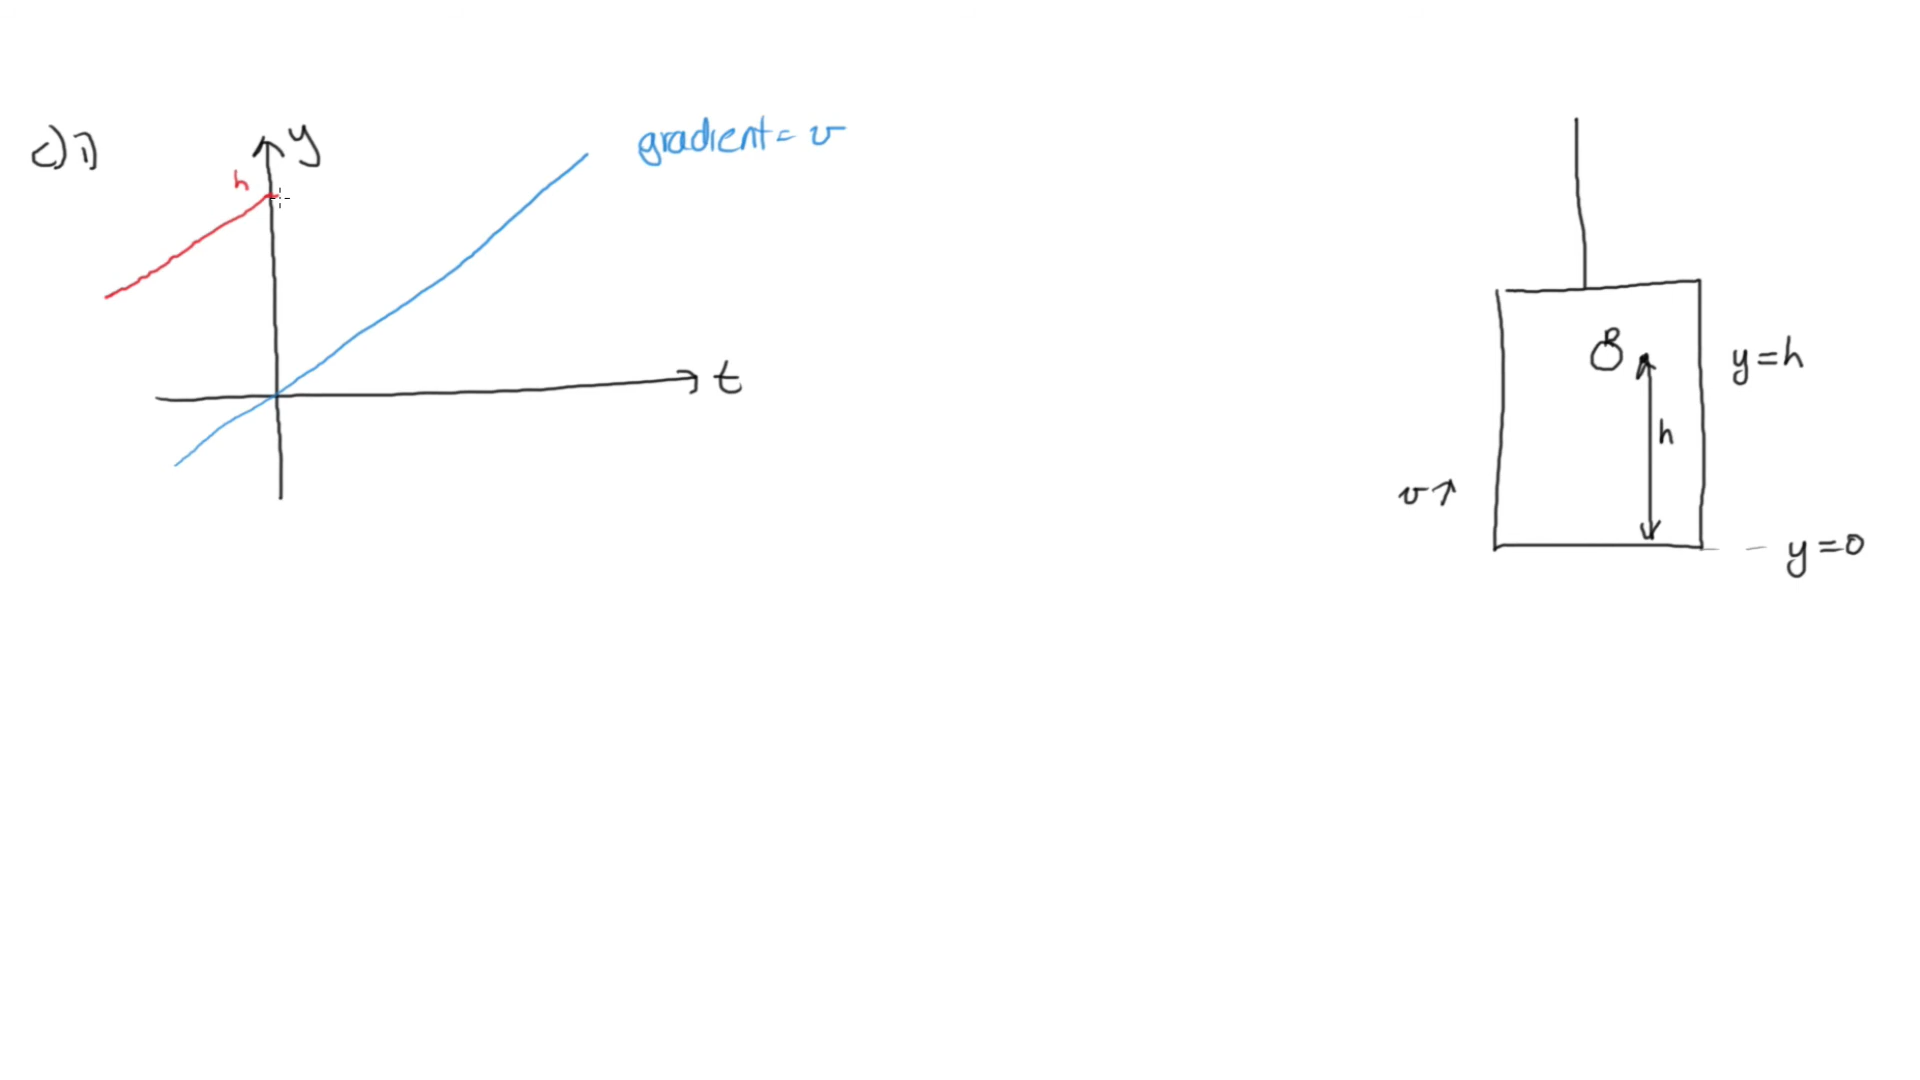 c) i)
y
h
gradient = v
t
B
y = h
h
v ↑
y = 0